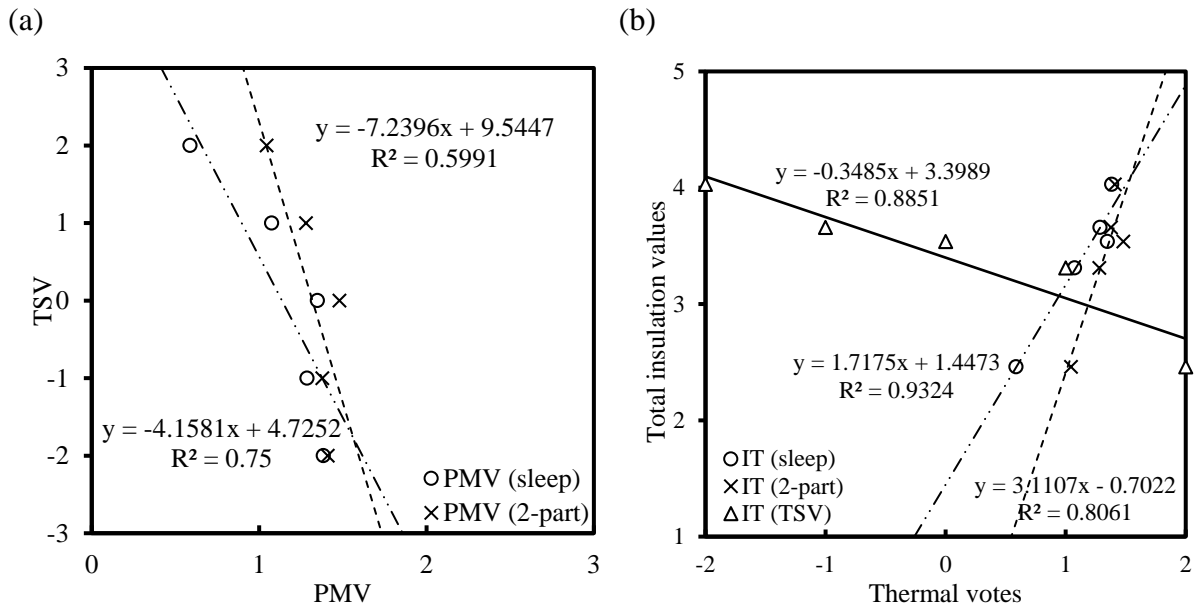 (a)
3
2
1
0
-1
-2
-3
TSV
y = -7.2396x + 9.5447
R² = 0.5991
y = -4.1581x + 4.7252
R² = 0.75
PMV (sleep)
PMV (2-part)
0
1
2
3
PMV
(b)
5
4
3
2
1
Total insulation values
y = -0.3485x + 3.3989
R² = 0.8851
y = 1.7175x + 1.4473
R² = 0.9324
IT (sleep)
IT (2-part)
IT (TSV)
y = 3.1107x - 0.7022
R² = 0.8061
-2
-1
0
1
2
Thermal votes